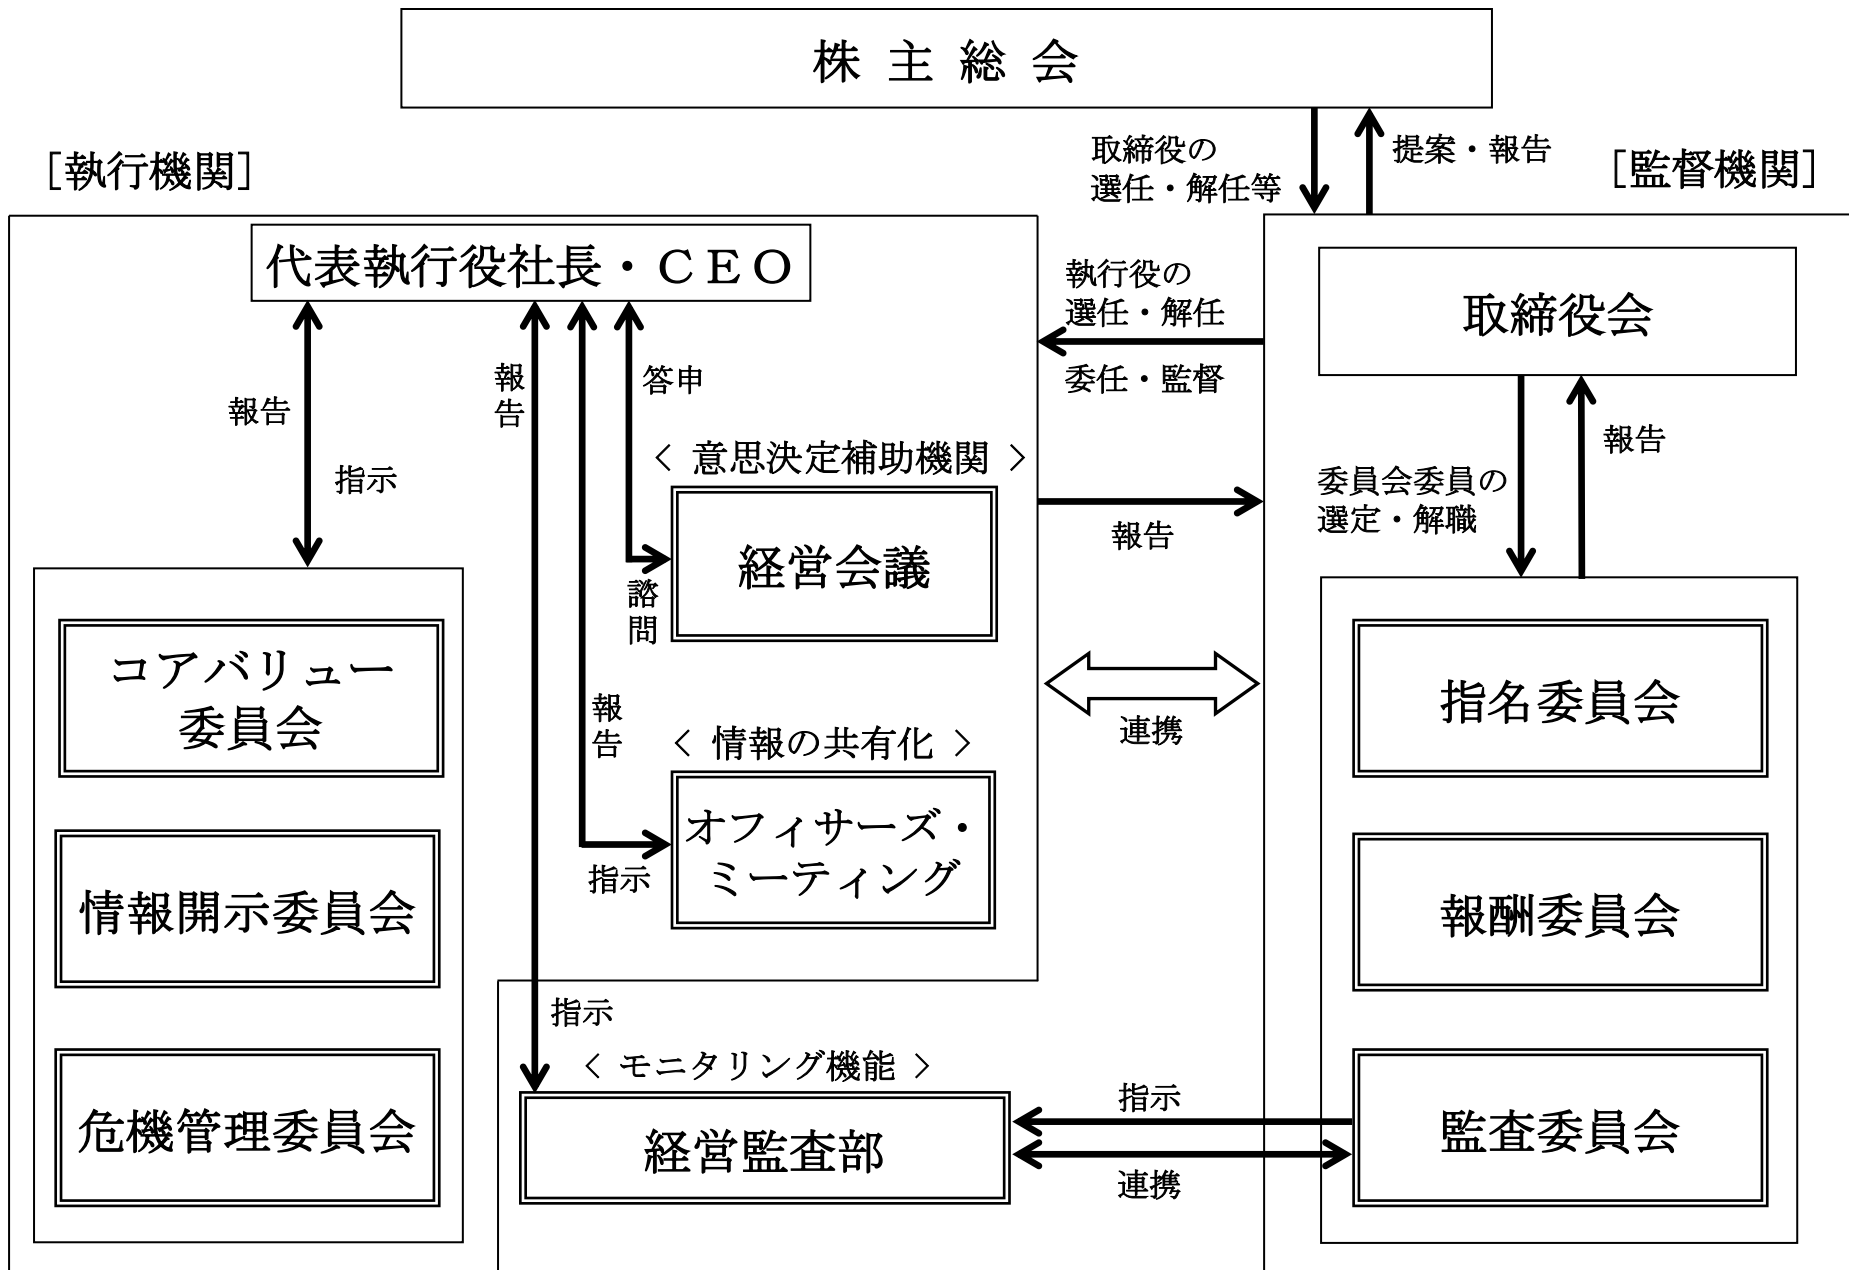 株 主 総 会
取締役の
選任・解任等
提案・報告
［執行機関］
［監督機関］
代表執行役社長・ＣＥＯ
執行役の
選任・解任
委任・監督
取締役会
報告
指示
報
告
答申
＜ 意思決定補助機関 ＞
経営会議
諮
問
報告
委員会委員の
選定・解職
報告
コアバリュー
委員会
情報開示委員会
危機管理委員会
報
告
＜ 情報の共有化 ＞
オフィサーズ・
ミーティング
指示
連携
指名委員会
報酬委員会
監査委員会
指示
＜ モニタリング機能 ＞
経営監査部
指示
連携